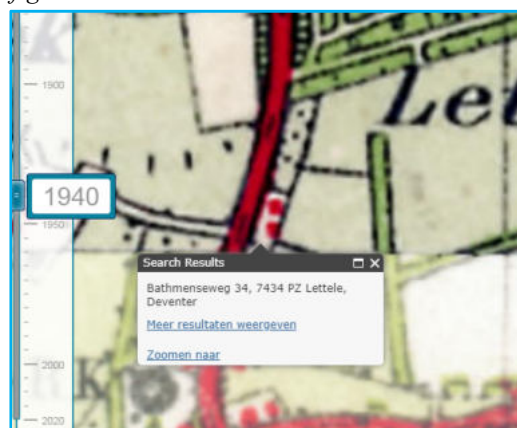 1900
Let
1940
1950
Search Results
Bathmenseweg 34, 7434 PZ Lettele,
Deventer
Meer resultaten weergeven
Zoomen naar
2000
K
2020